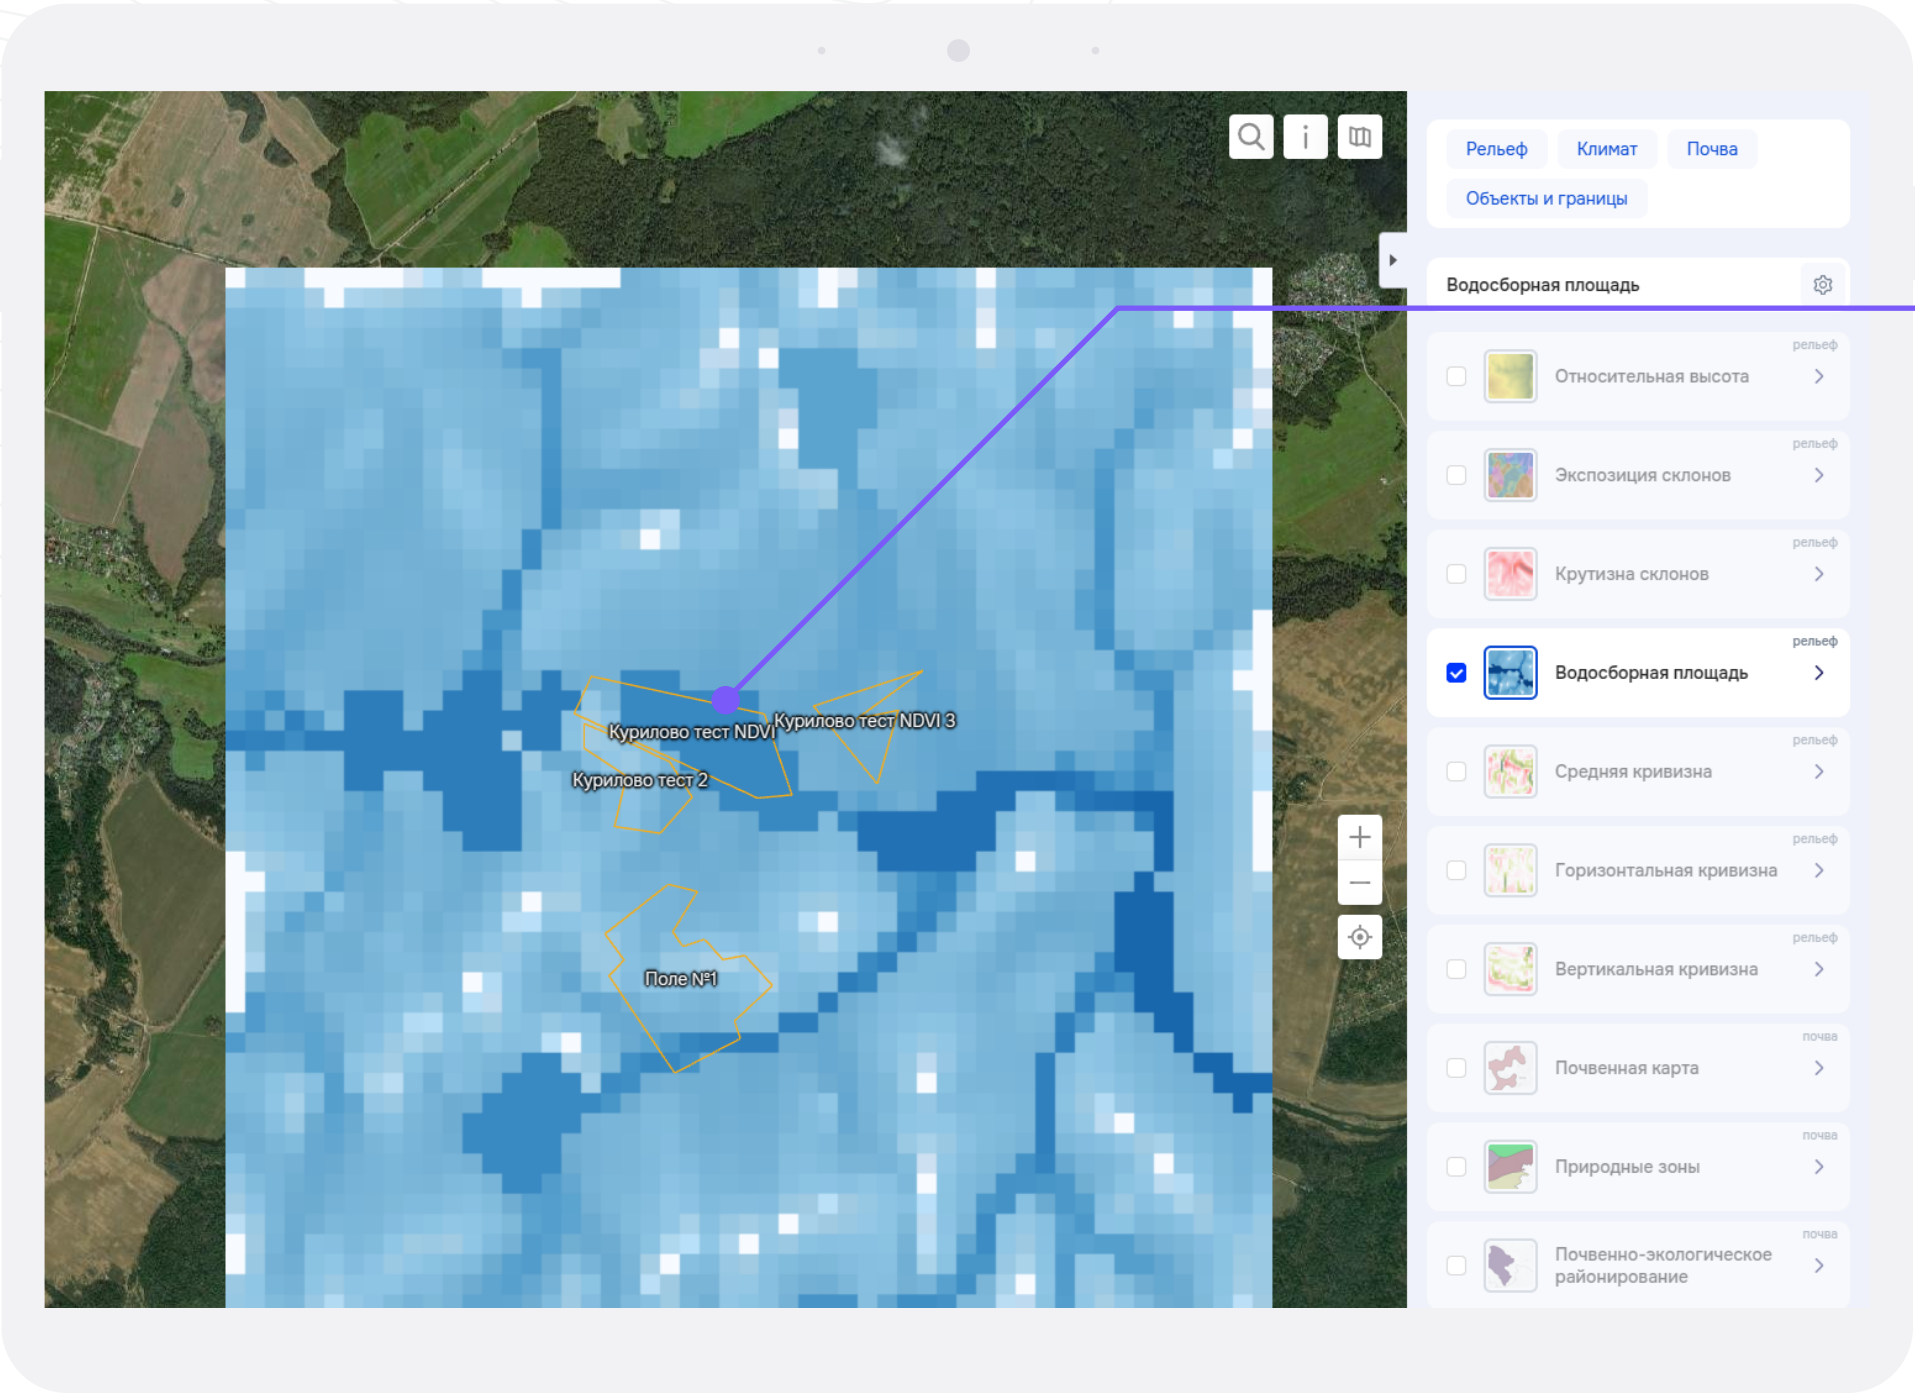 Рельеф
Климат
Почва
Объекты и границы
Водосборная площадь
рельеф
Относительная высота
рельеф
Экспозиция склонов
рельеф
Крутизна склонов
рельеф
Водосборная площадь
рельеф
Средняя кривизна
рельеф
Горизонтальная кривизна
рельеф
Вертикальная кривизна
почва
Почвенная карта
почва
Природные зоны
почва
Почвенно-экологическое
районирование
Курилово тест NDVI
Курилово тест NDVI 3
Курилово тест 2
Поле №1